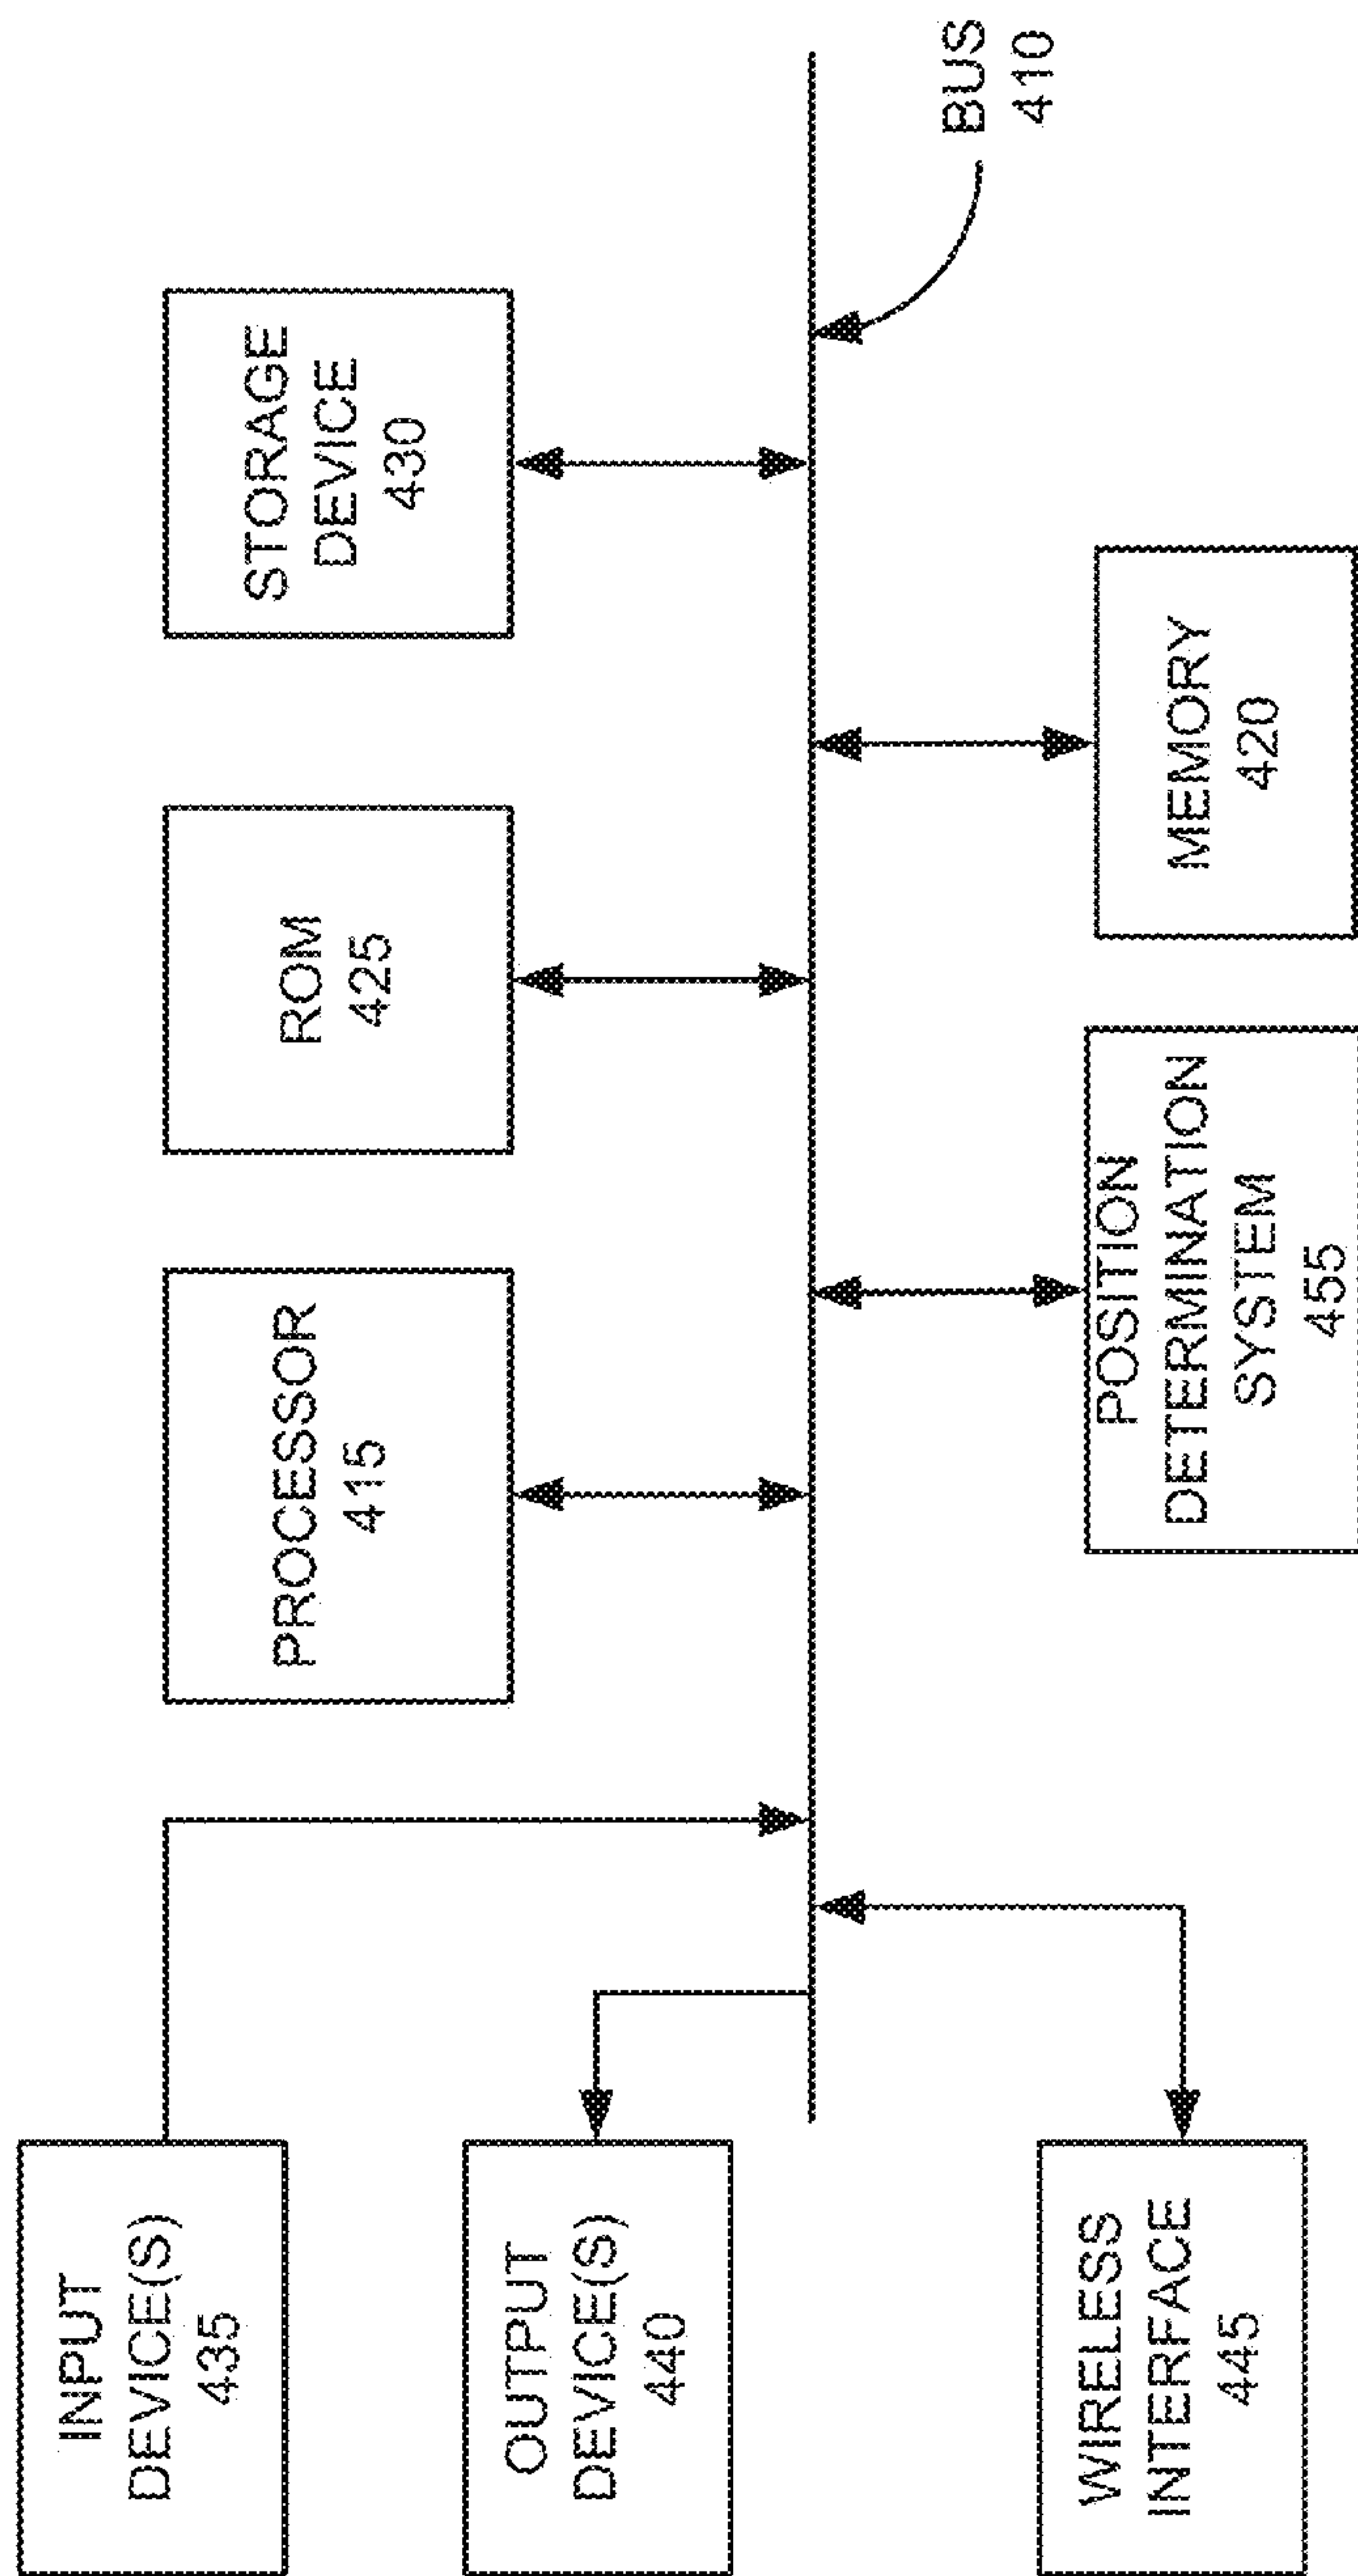 INPUT
DEVICE(S)
435
PROCESSOR
415
ROM
425
STORAGE
DEVICE
430
OUTPUT
DEVICE(S)
440
BUS
410
WIRELESS
INTERFACE
445
POSITION
DETERMINATION
SYSTEM
455
MEMORY
420